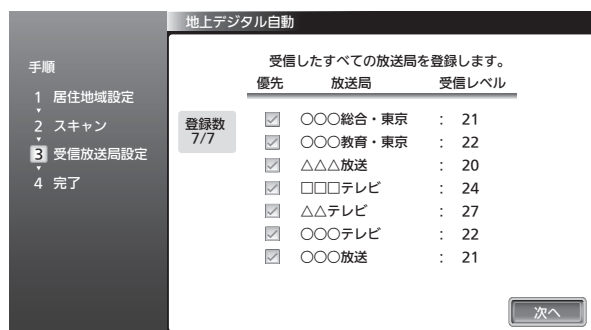 地上デジタル自動
手順
1 居住地域設定
2 スキャン
3 受信放送局設定
4 完了
受信したすべての放送局を登録します。
優先 放送局 受信レベル
登録数
7/7
○○○総合・東京 : 21
○○○教育・東京 : 22
△△△放送 : 20
□□□テレビ : 24
△△テレビ : 27
○○○テレビ : 22
○○○放送 : 21
次へ